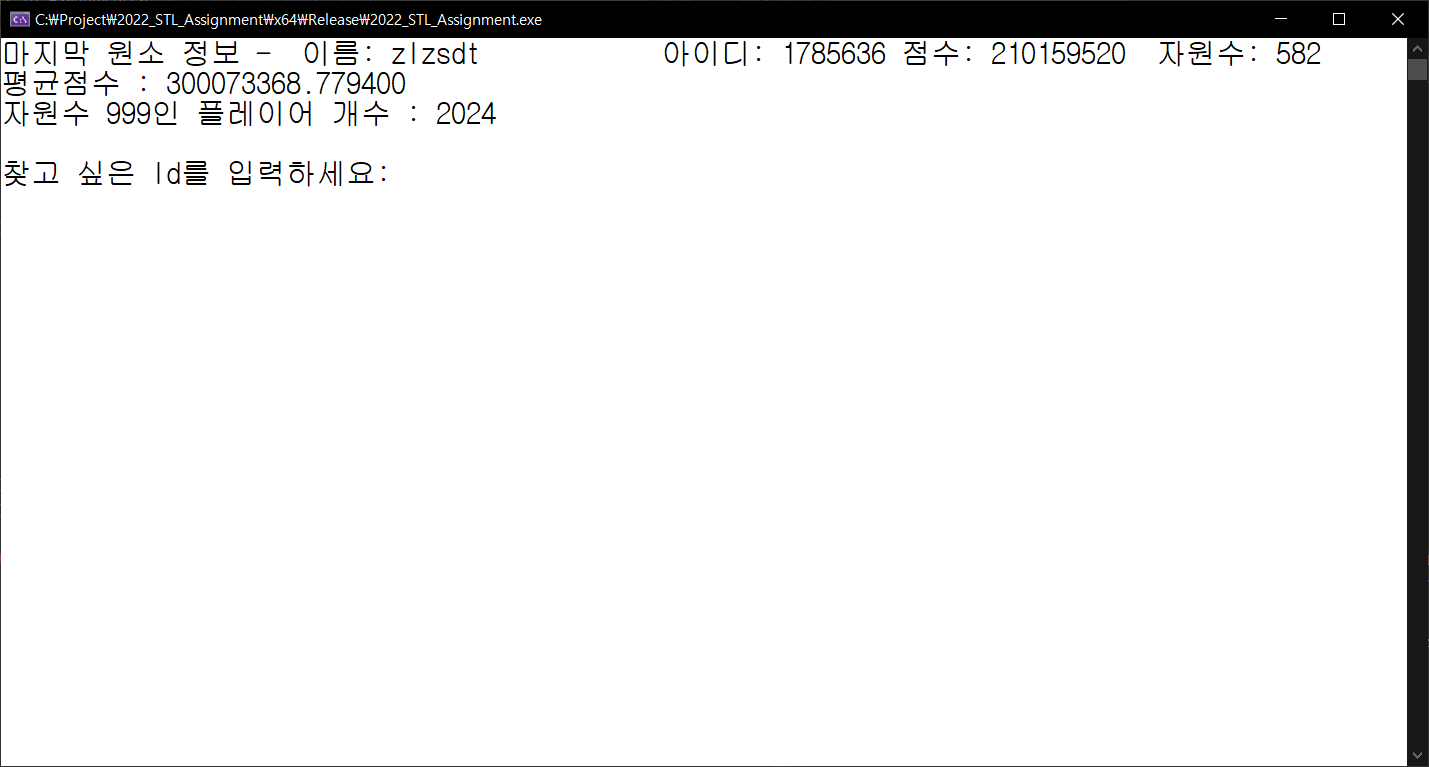 C:\Project\2022_STL_Assignment\x64\Release\2022_STL_Assignment.exe
마지막 원소 정보 - 이름: zlzsdt 아이디: 1785636 점수: 210159520 자원수: 582
평균점수 : 300073368.779400
자원수 999인 플레이어 개수 : 2024
찾고 싶은 Id를 입력하세요: